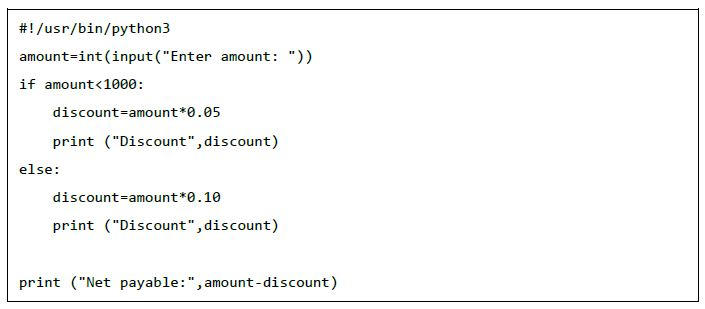 #!/usr/bin/python3
amount=int(input("Enter amount: "))
if amount<1000:
    discount=amount*0.05
    print ("Discount",discount)
else:
    discount=amount*0.10
    print ("Discount",discount)

print ("Net payable:",amount-discount)